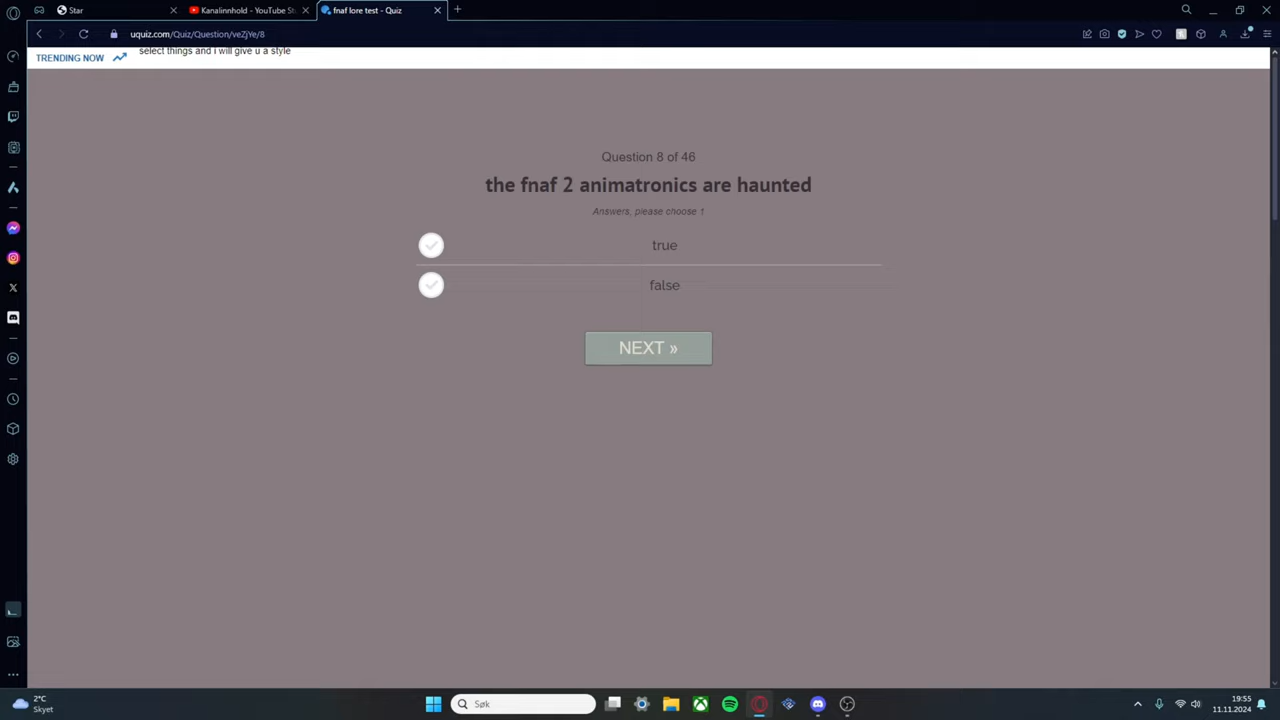 Star
Kanalinnhold - YouTube St
fnaf lore test - Quiz
uquiz.com/Quiz/Question/veZjYe/8
TRENDING NOW
select things and i will give u a style
Question 8 of 46
the fnaf 2 animatronics are haunted
Answers, please choose 1
true
false
NEXT »
2°C
Skyet
Søk
19:55
11.11.2024